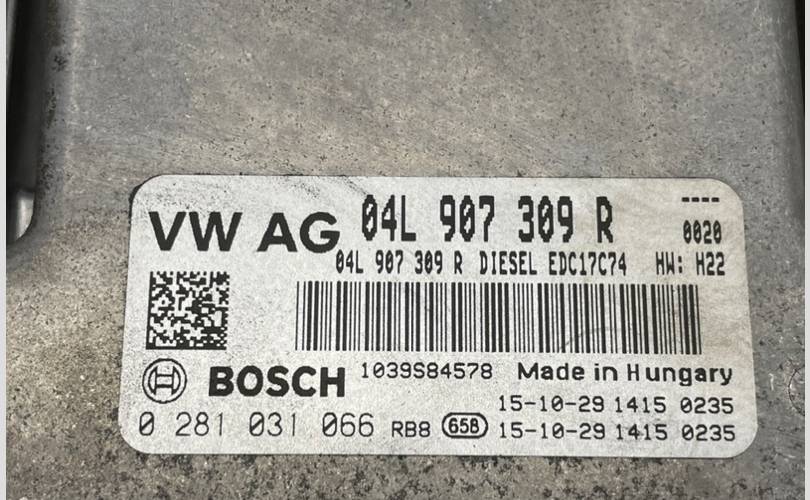 VW AG 04L 907 309 R ----
0020
04L 907 309 R DIESEL EDC17C74 HW: H22
BOSCH 1039S84578 Made in Hungary
15-10-29 1415 0235
0 281 031 066 RB8 658 15-10-29 1415 0235